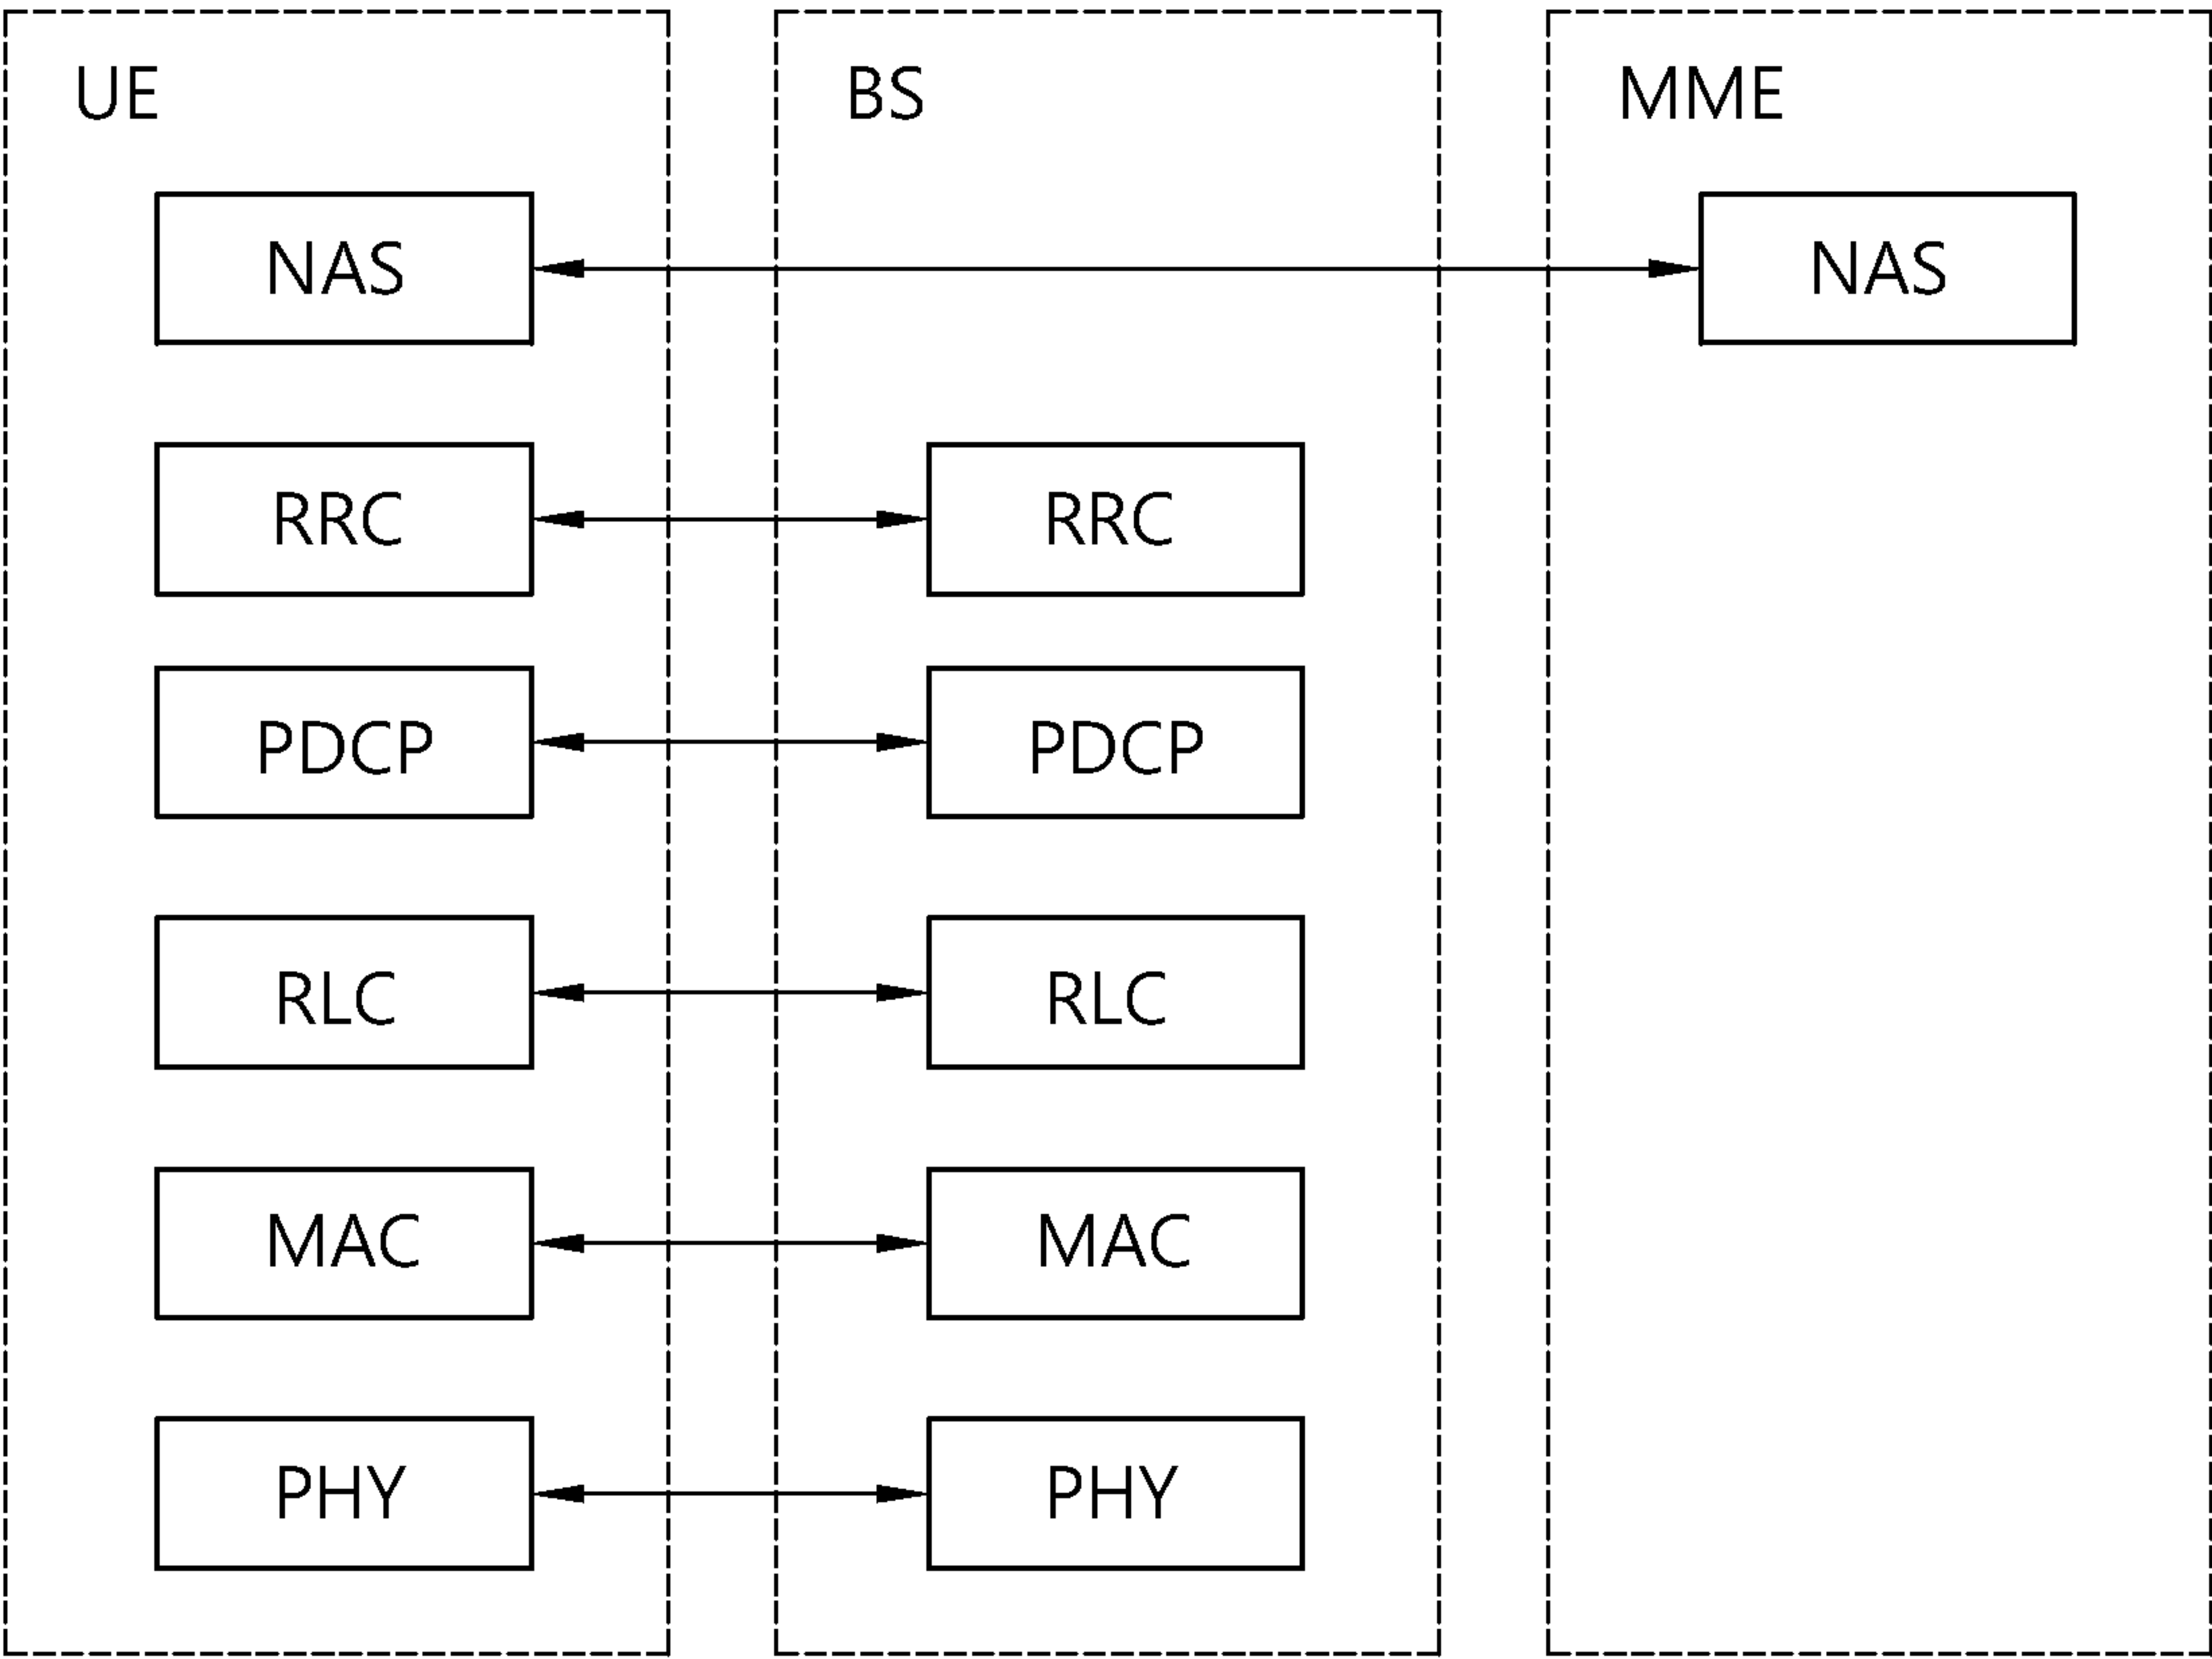 UE
BS
MME
NAS
NAS
RRC
RRC
PDCP
PDCP
RLC
RLC
MAC
MAC
PHY
PHY